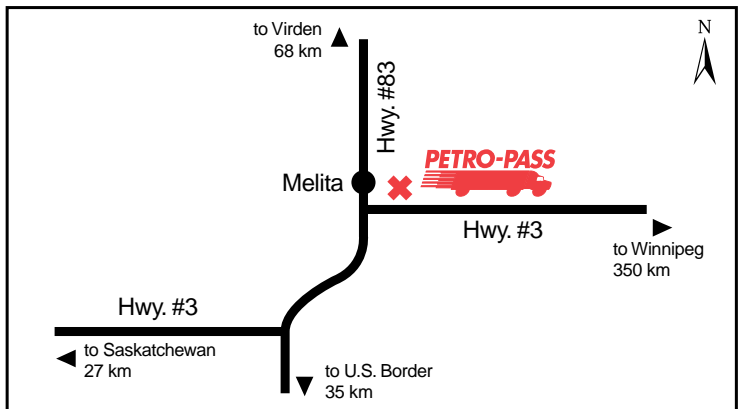 to Virden
68 km
N
Hwy. #83
PETRO-PASS
Melita
Hwy. #3
to Winnipeg
350 km
Hwy. #3
to Saskatchewan
27 km
to U.S. Border
35 km